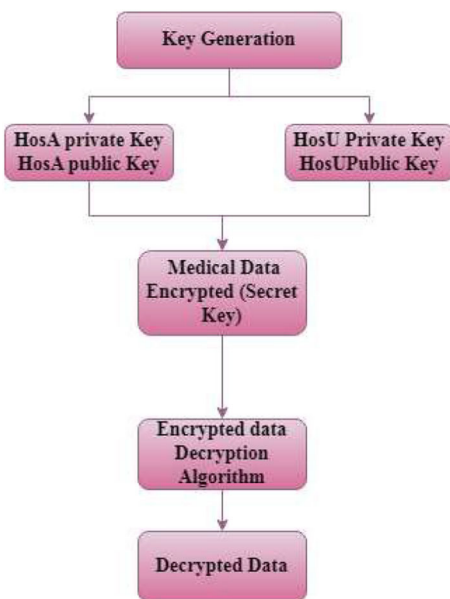 Key Generation
HosA private Key
HosA public Key
HosU Private Key
HosUPublic Key
Medical Data
Encrypted (Secret
Key)
Encrypted data
Decryption
Algorithm
Decrypted Data